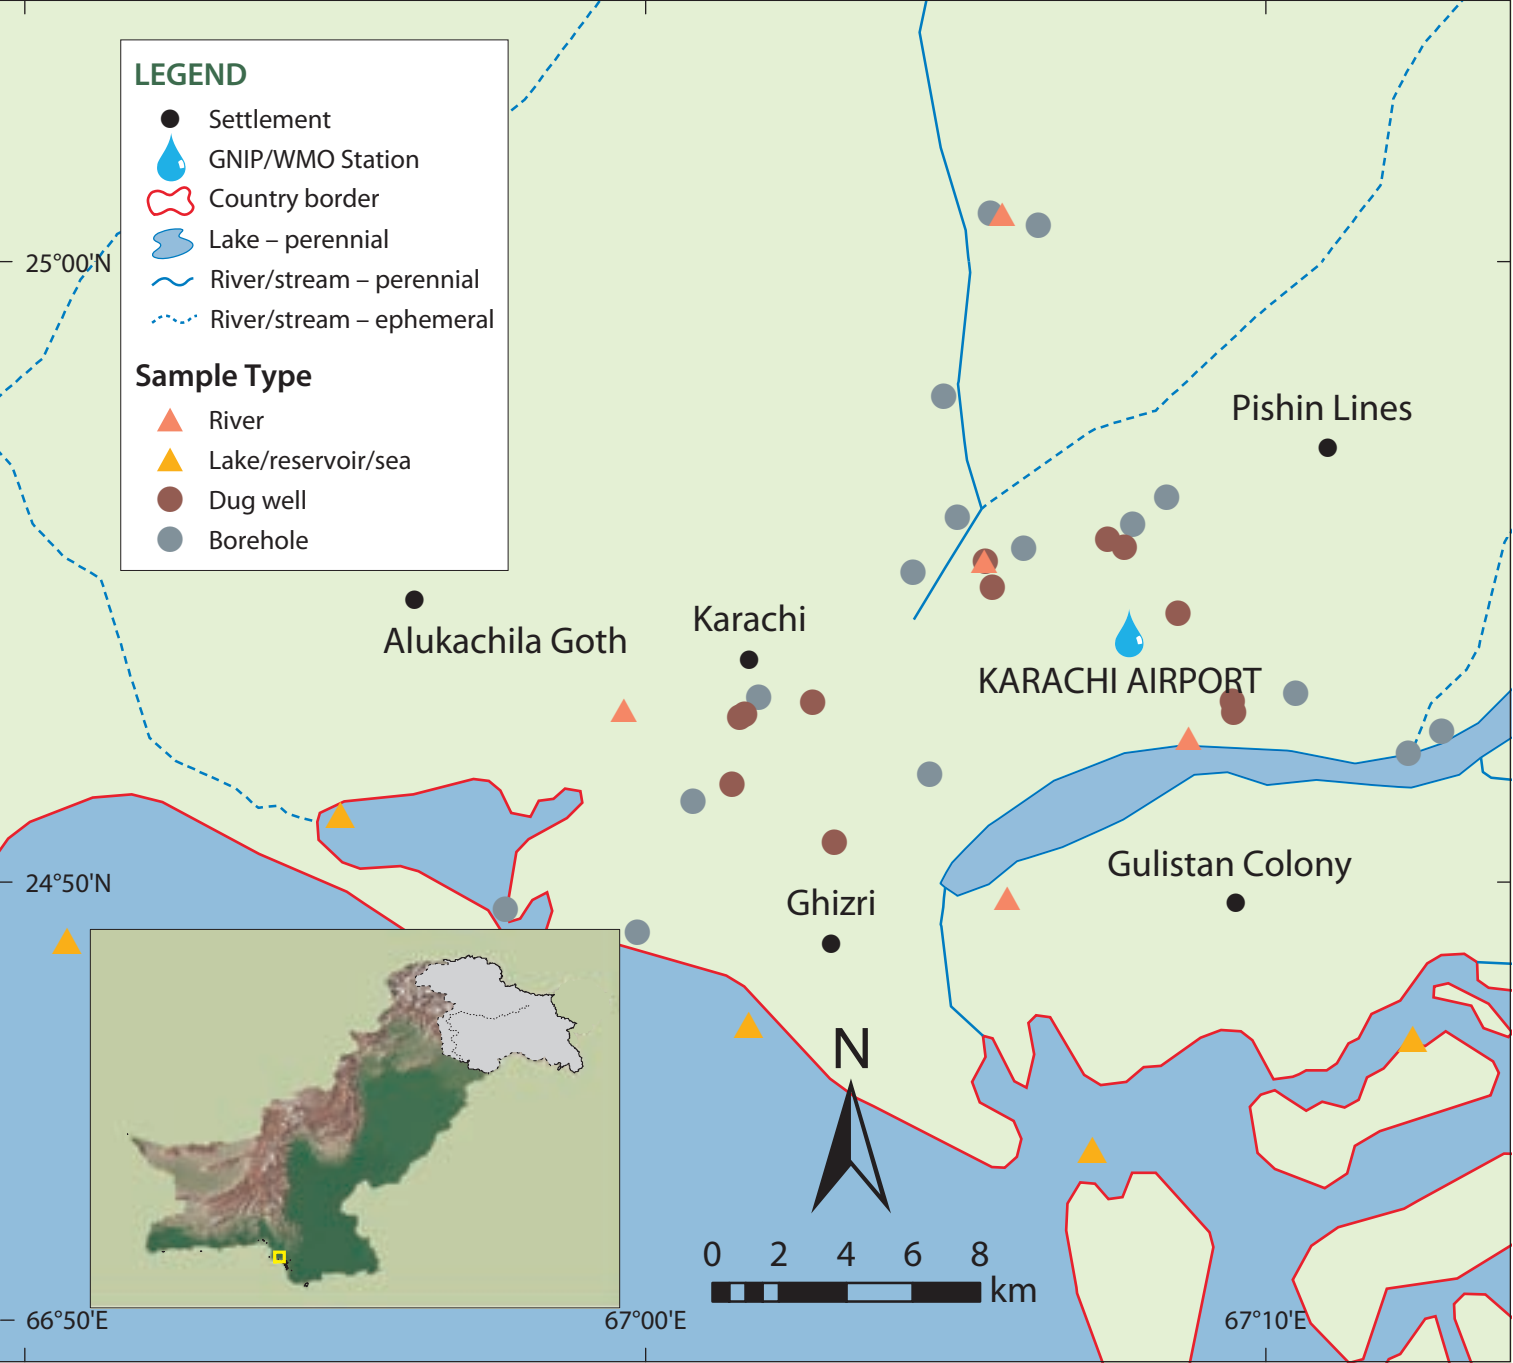 LEGEND
Settlement
GNIP/WMO Station
Country border
Lake – perennial
River/stream – perennial
River/stream – ephemeral
Sample Type
River
Lake/reservoir/sea
Dug well
Borehole
25°00'N
Pishin Lines
Alukachila Goth
Karachi
KARACHI AIRPORT
24°50'N
Gulistan Colony
Ghizri
N
0 2 4 6 8
km
66°50'E
67°00'E
67°10'E